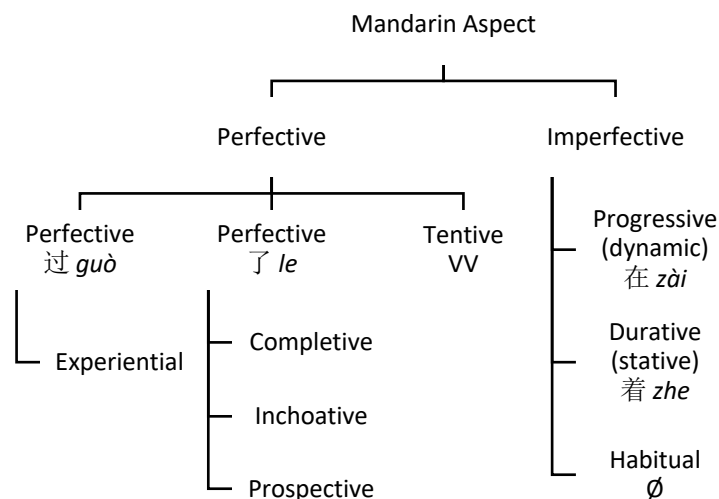 Mandarin Aspect
Perfective
Imperfective
Perfective
过 guò
Perfective
了 le
Tentive
VV
Progressive
(dynamic)
在 zài
Experiential
Completive
Durative
(stative)
着 zhe
Inchoative
Habitual
Ø
Prospective